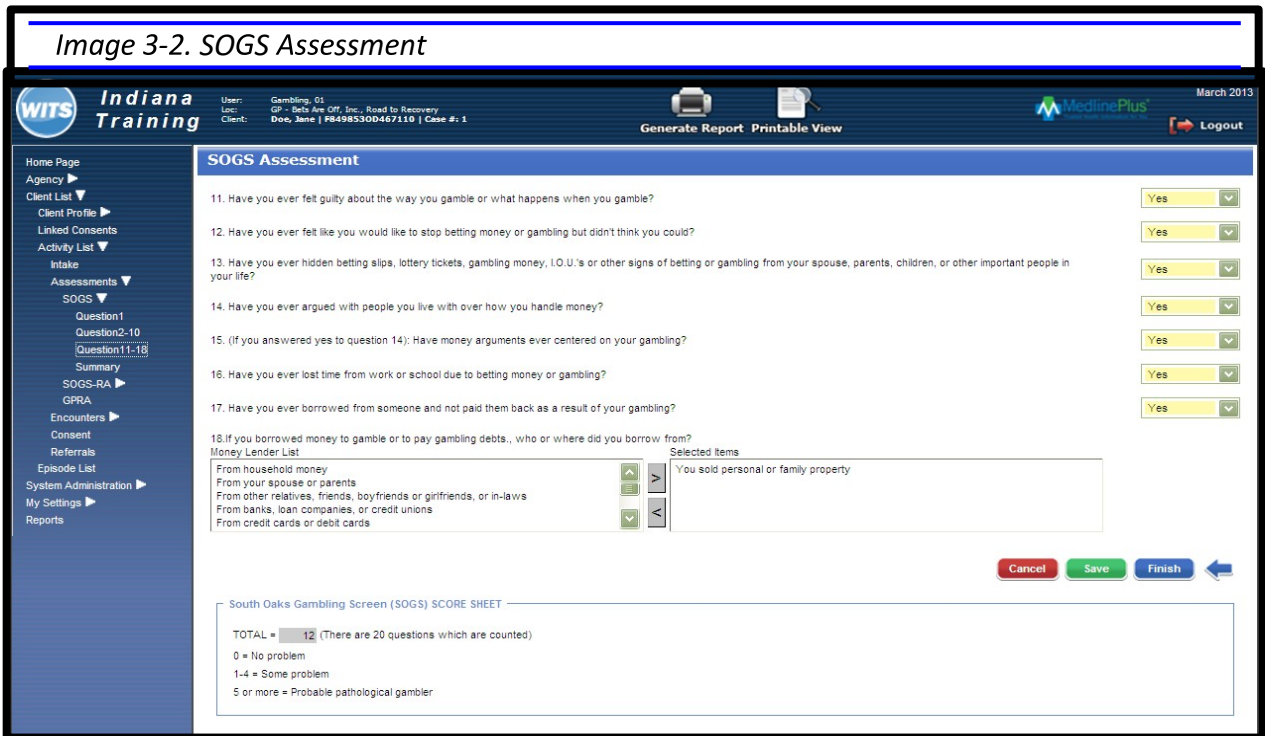 Image 3-2. SOGS Assessment
WITS
Indiana
Training
User: Gambling, 01
Loc: GP - Bets Are Off, Inc., Road to Recovery
Client: Doe, Jane | F8498530D467110 | Case #: 1
Generate Report Printable View
MedlinePlus
March 2013
Logout
Home Page
Agency
Client List
Client Profile
Linked Consents
Activity List
Intake
Assessments
SOGS
Question1
Question2-10
Question11-18
Summary
SOGS-RA
GPRA
Encounters
Consent
Referrals
Episode List
System Administration
My Settings
Reports
SOGS Assessment
11. Have you ever felt guilty about the way you gamble or what happens when you gamble? Yes
12. Have you ever felt like you would like to stop betting money or gambling but didn't think you could? Yes
13. Have you ever hidden betting slips, lottery tickets, gambling money, I.O.U.'s or other signs of betting or gambling from your spouse, parents, children, or other important people in
your life? Yes
14. Have you ever argued with people you live with over how you handle money? Yes
15. (If you answered yes to question 14): Have money arguments ever centered on your gambling? Yes
16. Have you ever lost time from work or school due to betting money or gambling? Yes
17. Have you ever borrowed from someone and not paid them back as a result of your gambling? Yes
18.If you borrowed money to gamble or to pay gambling debts., who or where did you borrow from?
Money Lender List Selected Items
From household money
From your spouse or parents
From other relatives, friends, boyfriends or girlfriends, or in-laws
From banks, loan companies, or credit unions
From credit cards or debit cards
>
<
You sold personal or family property
Cancel Save Finish
South Oaks Gambling Screen (SOGS) SCORE SHEET
TOTAL = 12 (There are 20 questions which are counted)
0 = No problem
1-4 = Some problem
5 or more = Probable pathological gambler